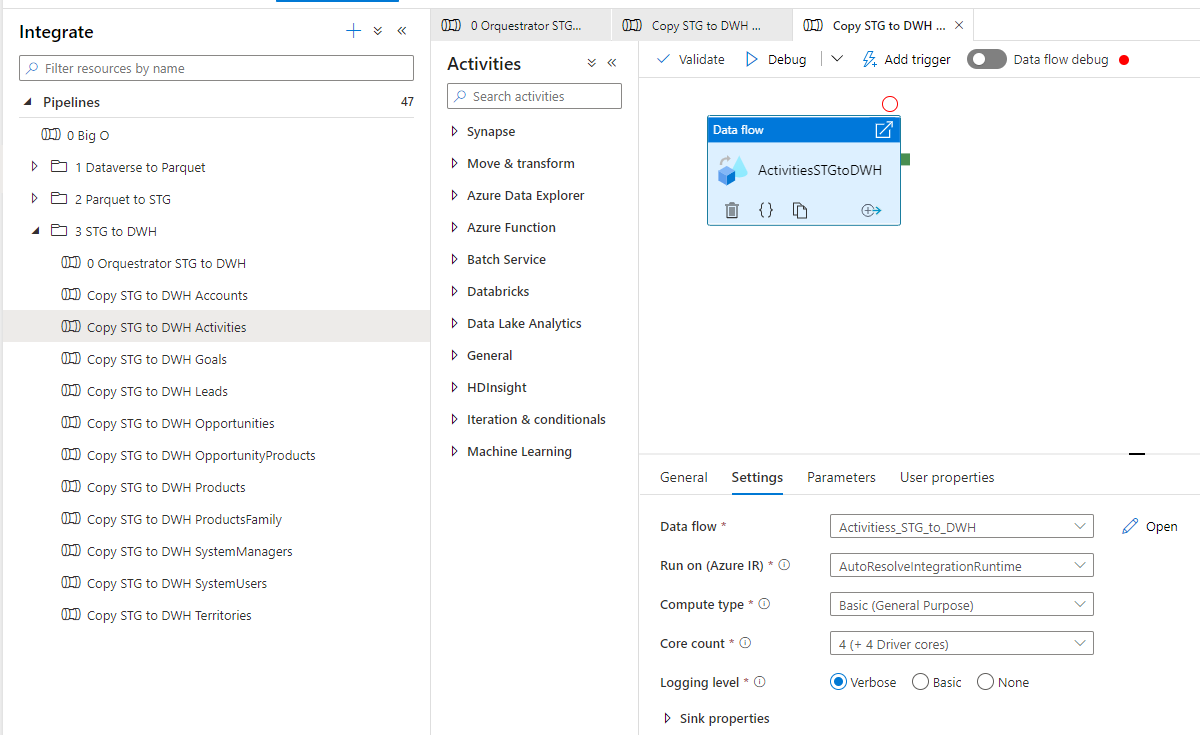 Integrate
Filter resources by name
Pipelines 47
0 Big O
1 Dataverse to Parquet
2 Parquet to STG
3 STG to DWH
0 Orquestrator STG to DWH
Copy STG to DWH Accounts
Copy STG to DWH Activities
Copy STG to DWH Goals
Copy STG to DWH Leads
Copy STG to DWH Opportunities
Copy STG to DWH OpportunityProducts
Copy STG to DWH Products
Copy STG to DWH ProductsFamily
Copy STG to DWH SystemManagers
Copy STG to DWH SystemUsers
Copy STG to DWH Territories
0 Orquestrator STG... Copy STG to DWH ... Copy STG to DWH ...
Activities
Search activities
Synapse
Move & transform
Azure Data Explorer
Azure Function
Batch Service
Databricks
Data Lake Analytics
General
HDInsight
Iteration & conditionals
Machine Learning
Validate Debug Add trigger Data flow debug
Data flow
ActivitiesSTGtoDWH
{}
General Settings Parameters User properties
Data flow * Activitiess_STG_to_DWH Open
Run on (Azure IR) * AutoResolveIntegrationRuntime
Compute type * Basic (General Purpose)
Core count * 4 (+ 4 Driver cores)
Logging level * Verbose Basic None
Sink properties